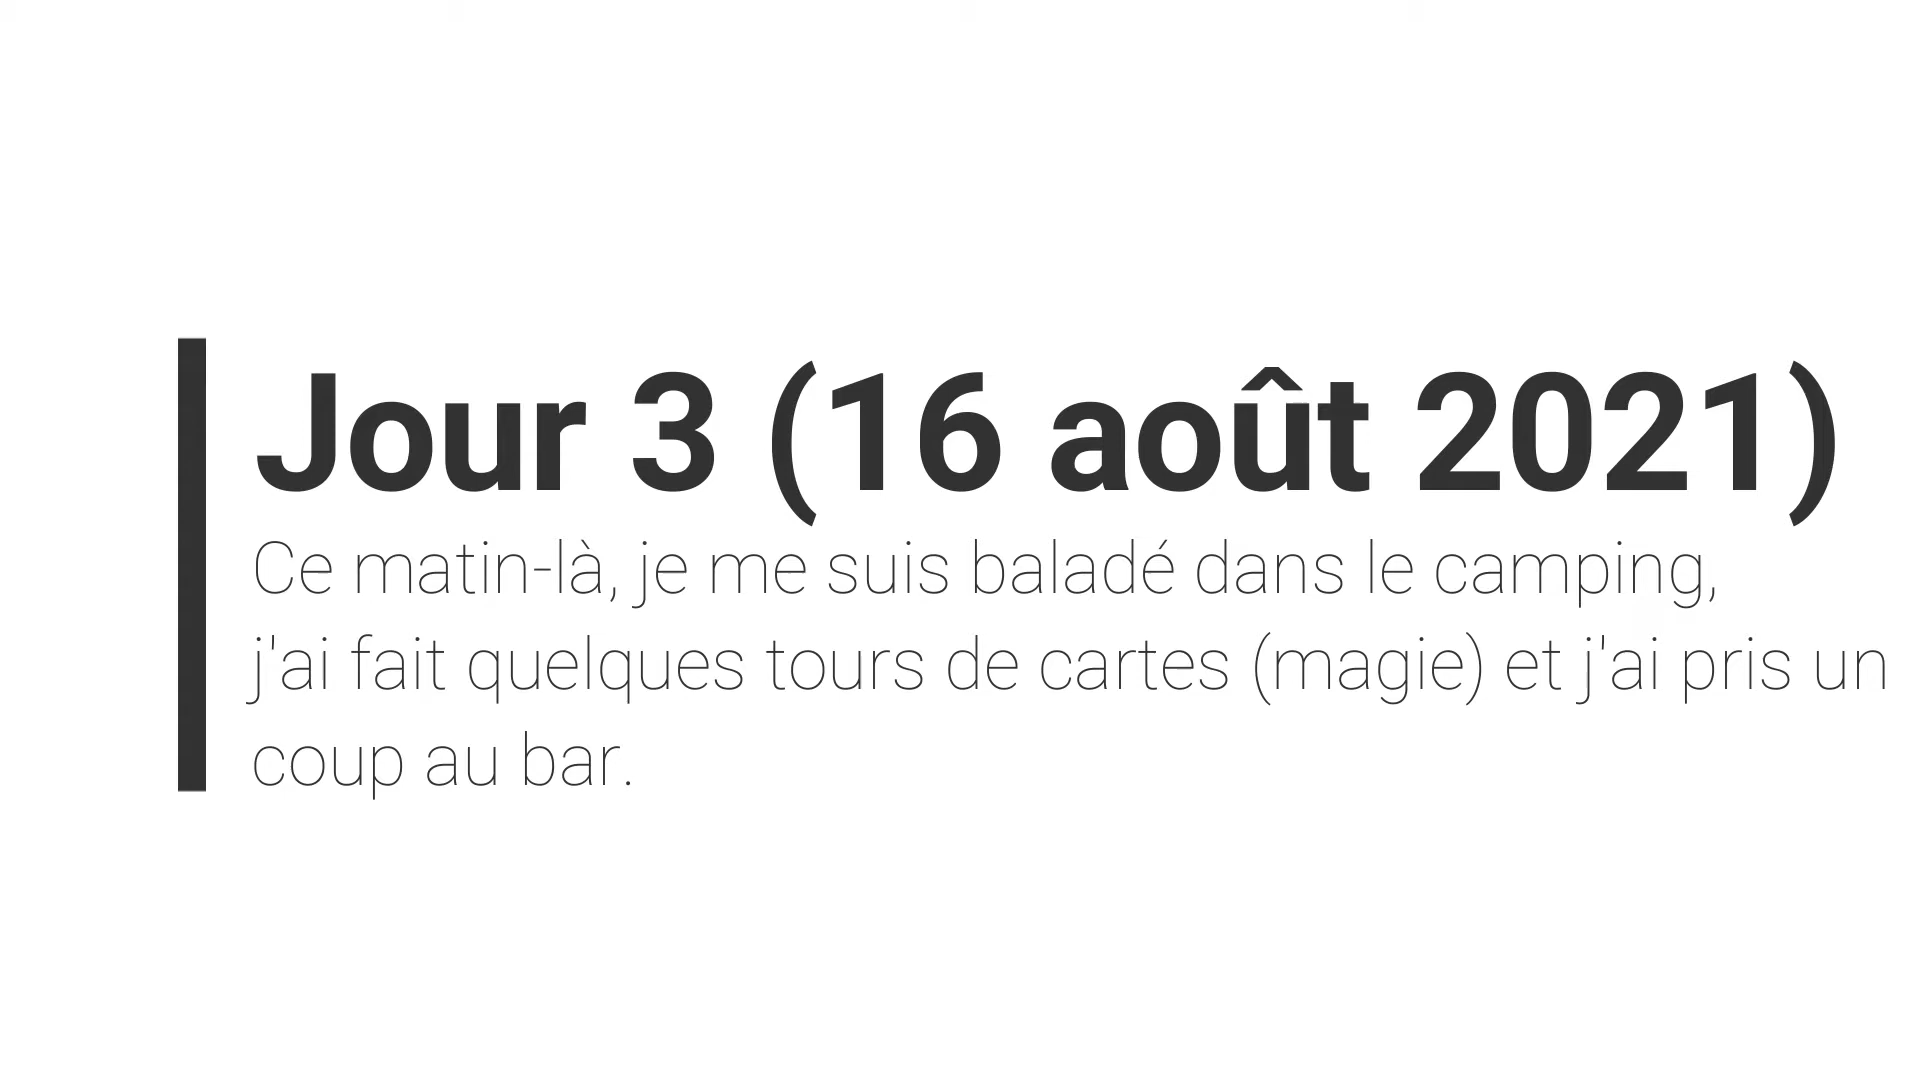 Jour 3 (16 août 2021)
Ce matin-là, je me suis baladé dans le camping,
j'ai fait quelques tours de cartes (magie) et j'ai pris un
coup au bar.